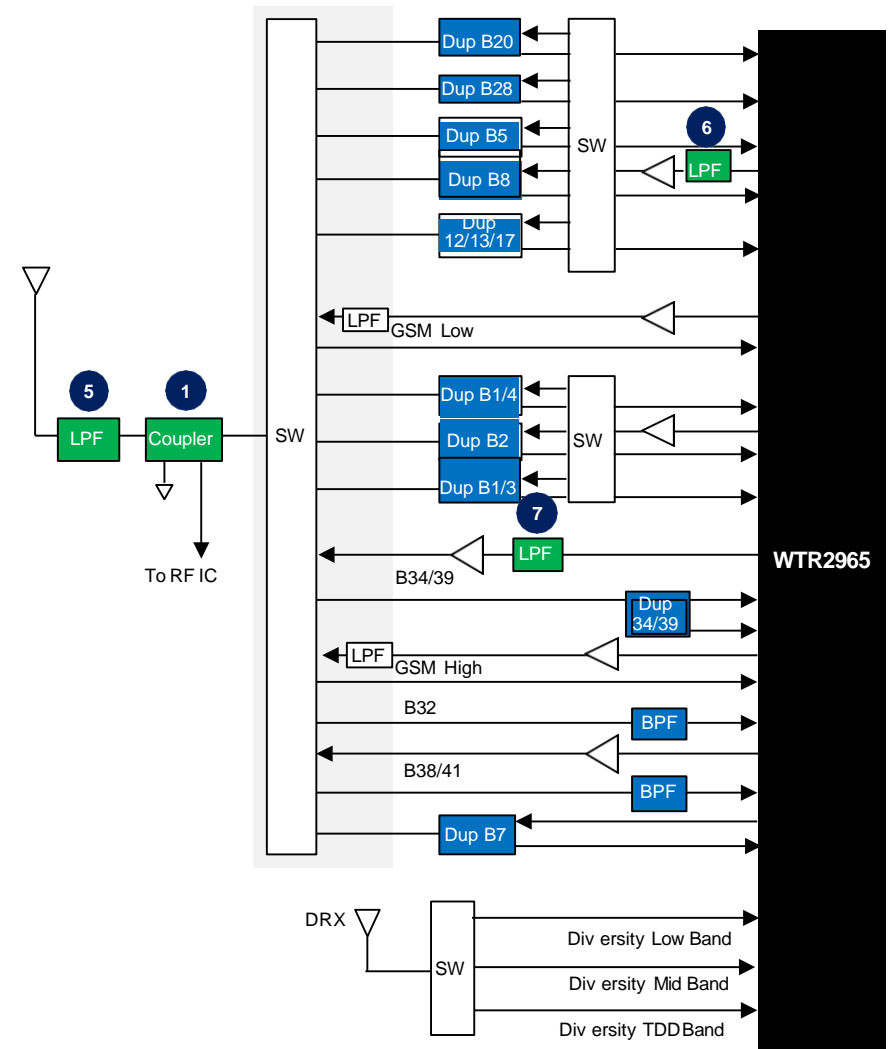 Dup B20
Dup B28
6
Dup B5
SW
LPF
Dup B8
Dup
12/13/17
LPF
GSM Low
5
1
Dup B1/4
LPF
Coupler
SW
Dup B2
SW
Dup B1/3
7
LPF
WTR2965
To RF IC
B34/39
Dup
34/39
LPF
GSM High
B32
BPF
B38/41
BPF
Dup B7
DRX
Div ersity Low Band
SW
Div ersity Mid Band
Div ersity TDD Band